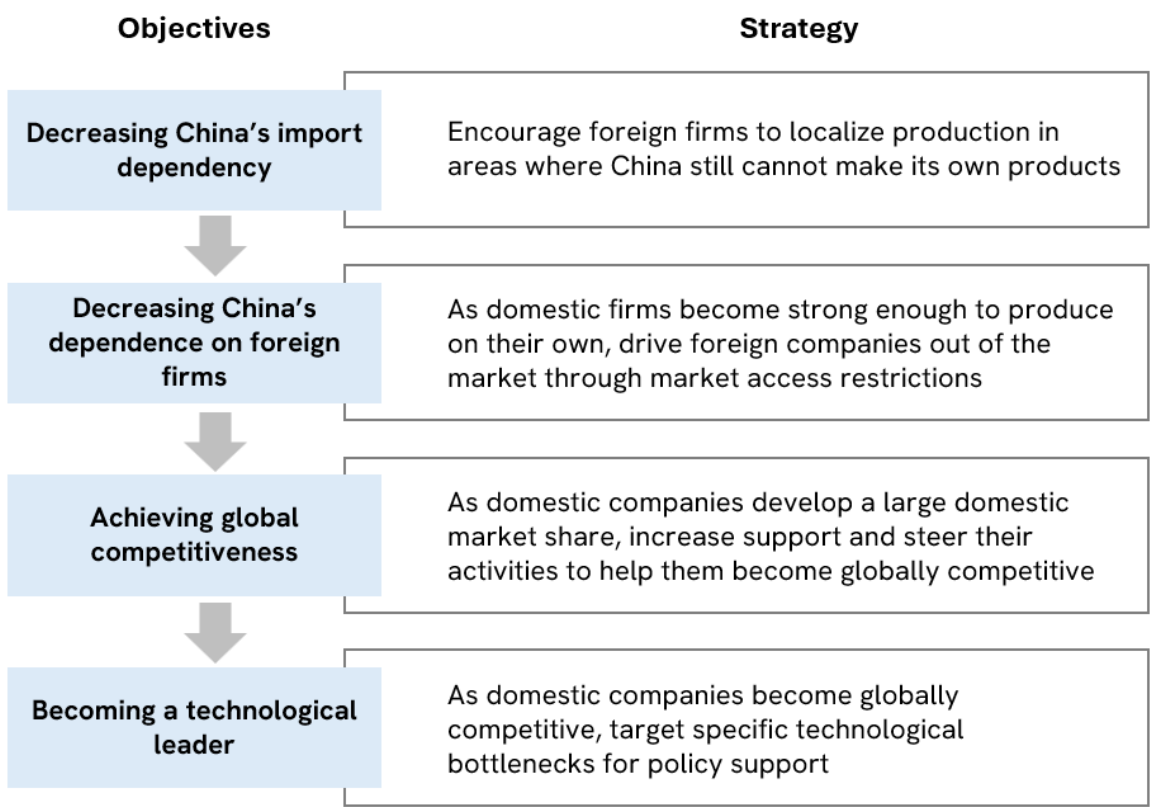 Objectives
Strategy
Decreasing China’s import
dependency
Encourage foreign firms to localize production in
areas where China still cannot make its own products
Decreasing China’s
dependence on foreign
firms
As domestic firms become strong enough to produce
on their own, drive foreign companies out of the
market through market access restrictions
Achieving global
competitiveness
As domestic companies develop a large domestic
market share, increase support and steer their
activities to help them become globally competitive
Becoming a technological
leader
As domestic companies become globally
competitive, target specific technological
bottlenecks for policy support